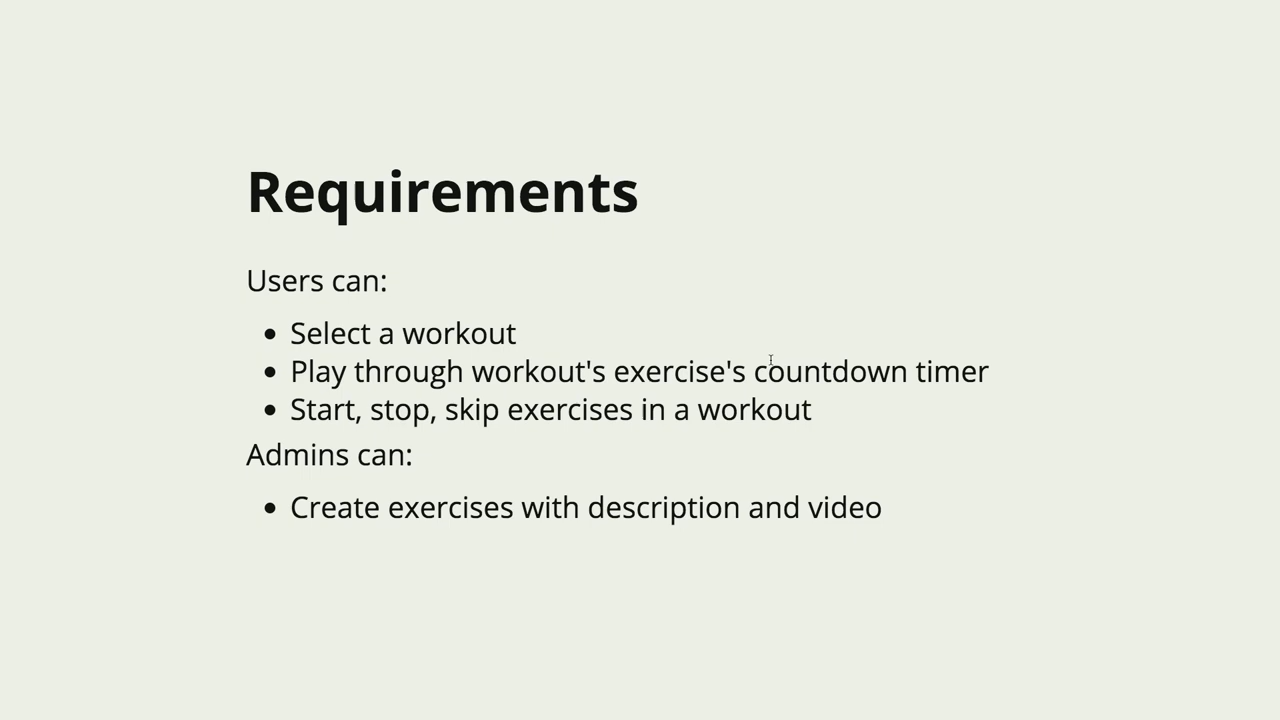 Requirements
Users can:
Select a workout
Play through workout's exercise's countdown timer
Start, stop, skip exercises in a workout
Admins can:
Create exercises with description and video